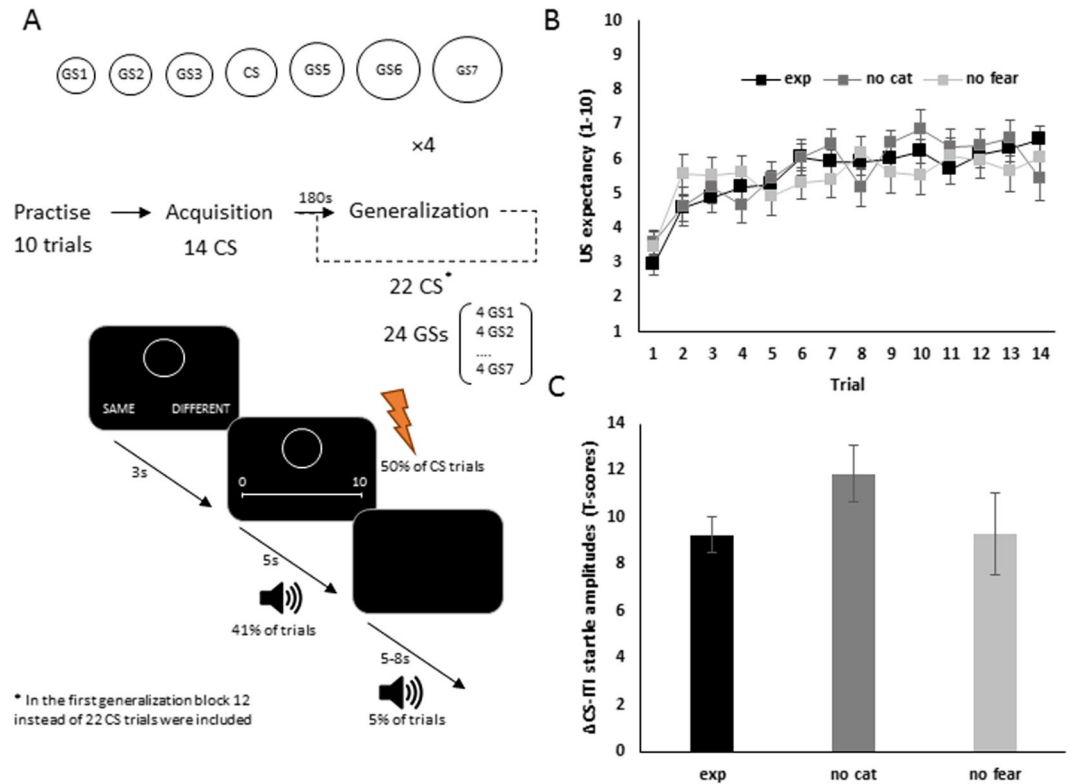 A
GS1 GS2 GS3 CS GS5 GS6 GS7
×4
180s
Practise Acquisition Generalization
10 trials 14 CS
22 CS*
24 GSs
4 GS1
4 GS2
....
4 GS7
SAME DIFFERENT
3s
0 10
50% of CS trials
5s
41% of trials
5-8s
5% of trials
* In the first generalization block 12
instead of 22 CS trials were included
B
exp no cat no fear
US expectancy (1-10)
10
9
8
7
6
5
4
3
2
1
1 2 3 4 5 6 7 8 9 10 11 12 13 14
Trial
C
ΔCS-ITI startle amplitudes (T-scores)
14
12
10
8
6
4
2
0
exp no cat no fear